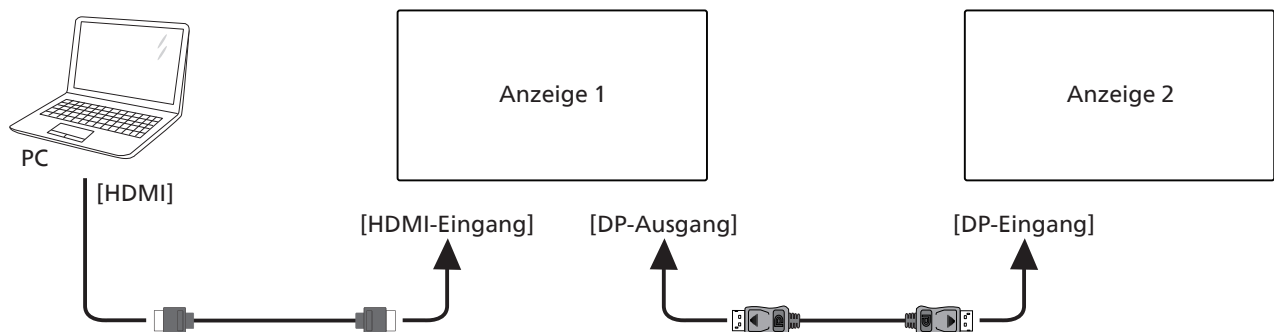 Anzeige 1
Anzeige 2
PC
[HDMI]
[HDMI-Eingang]
[DP-Ausgang]
[DP-Eingang]